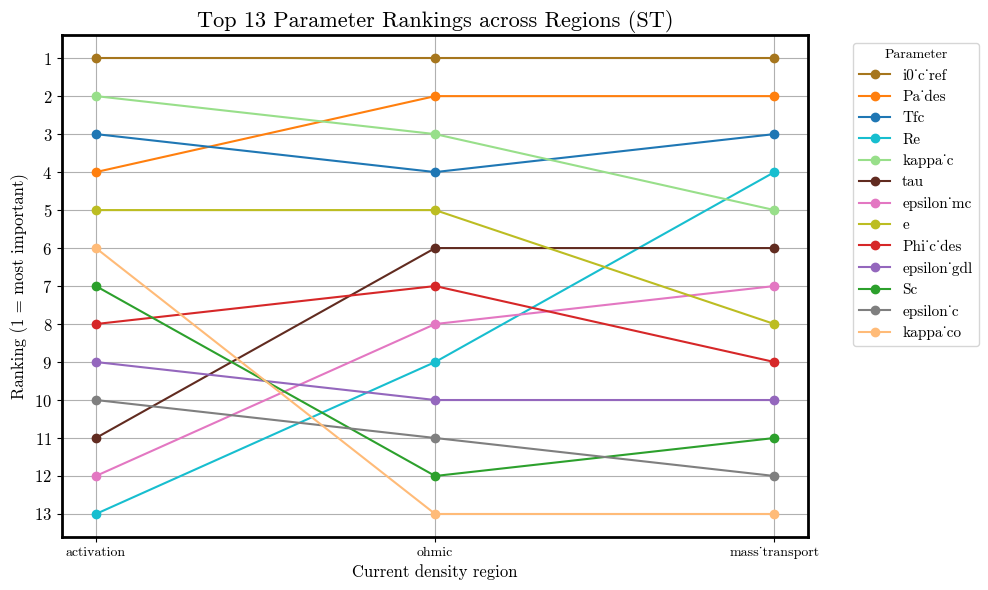 Top 13 Parameter Rankings across Regions (ST)
Ranking (1 = most important)
1
2
3
4
5
6
7
8
9
10
11
12
13
activation
ohmic
mass˙transport
Current density region
Parameter
i0˙c˙ref
Pa˙des
Tfc
Re
kappa˙c
tau
epsilon˙mc
e
Phi˙c˙des
epsilon˙gdl
Sc
epsilon˙c
kappa˙co